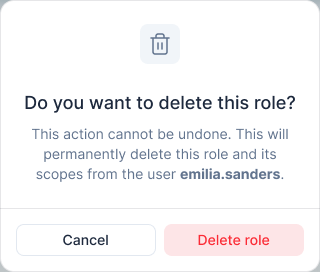 Do you want to delete this role?
This action cannot be undone. This will
permanently delete this role and its
scopes from the user emilia.sanders.
Cancel
Delete role